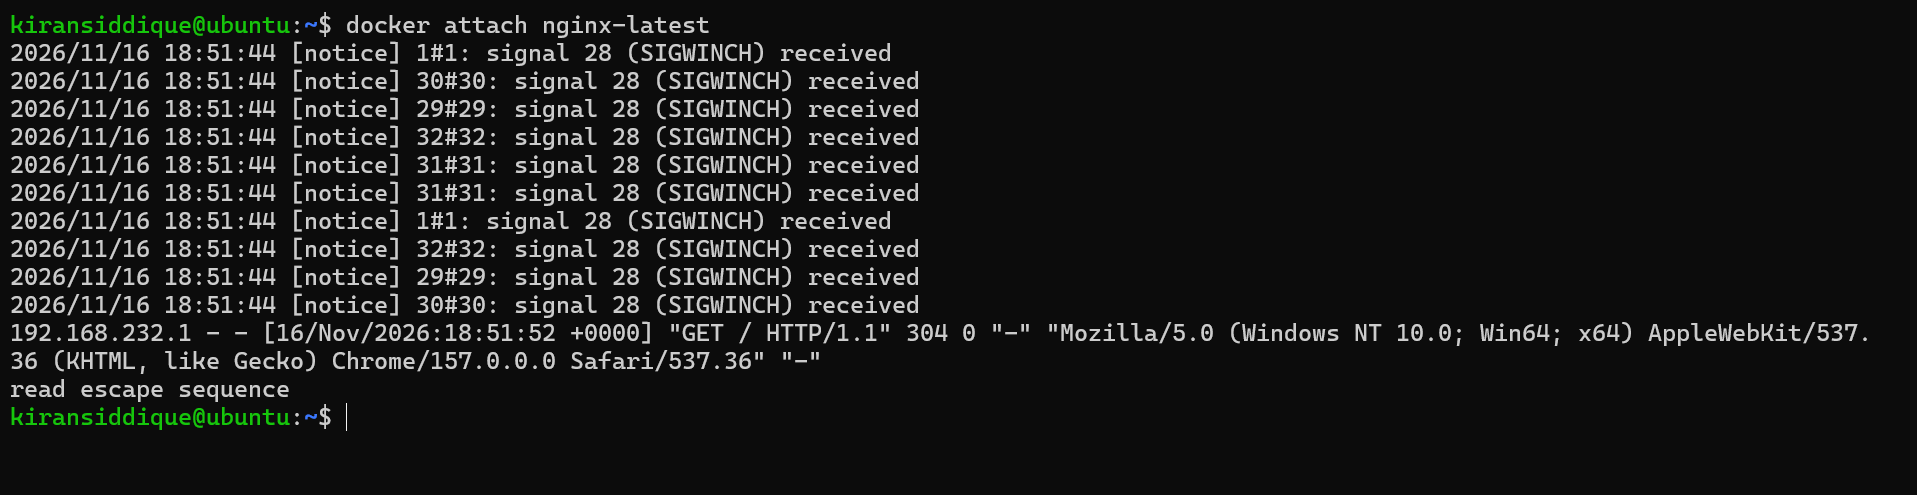 kiransiddique@ubuntu:~$ docker attach nginx-latest
2026/11/16 18:51:44 [notice] 1#1: signal 28 (SIGWINCH) received
2026/11/16 18:51:44 [notice] 30#30: signal 28 (SIGWINCH) received
2026/11/16 18:51:44 [notice] 29#29: signal 28 (SIGWINCH) received
2026/11/16 18:51:44 [notice] 32#32: signal 28 (SIGWINCH) received
2026/11/16 18:51:44 [notice] 31#31: signal 28 (SIGWINCH) received
2026/11/16 18:51:44 [notice] 31#31: signal 28 (SIGWINCH) received
2026/11/16 18:51:44 [notice] 1#1: signal 28 (SIGWINCH) received
2026/11/16 18:51:44 [notice] 32#32: signal 28 (SIGWINCH) received
2026/11/16 18:51:44 [notice] 29#29: signal 28 (SIGWINCH) received
2026/11/16 18:51:44 [notice] 30#30: signal 28 (SIGWINCH) received
192.168.232.1 - - [16/Nov/2026:18:51:52 +0000] "GET / HTTP/1.1" 304 0 "-" "Mozilla/5.0 (Windows NT 10.0; Win64; x64) AppleWebKit/537.
36 (KHTML, like Gecko) Chrome/157.0.0.0 Safari/537.36" "-"
read escape sequence
kiransiddique@ubuntu:~$